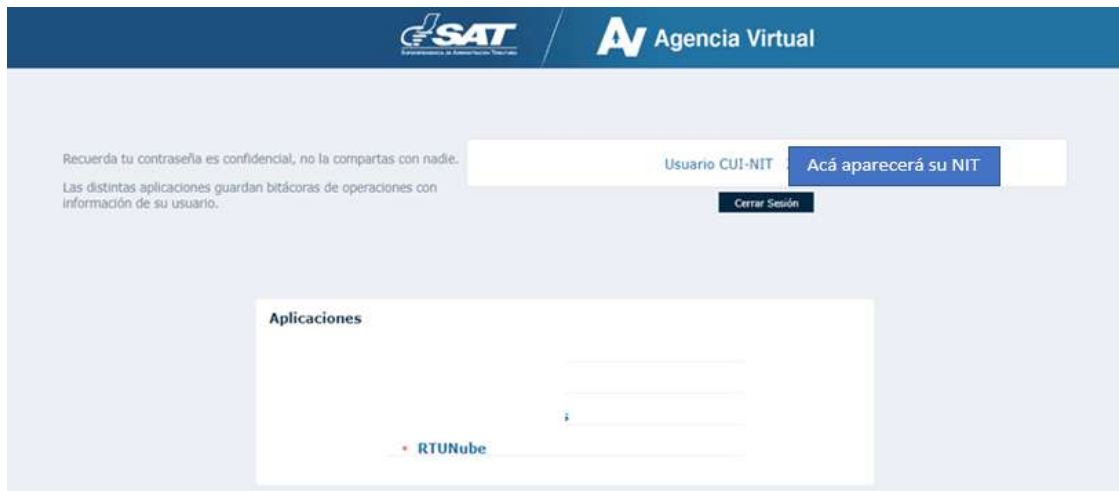 SAT
Agencia Virtual
Recuerda tu contraseña es confidencial, no la compartas con nadie.
Las distintas aplicaciones guardan bitácoras de operaciones con
información de su usuario.
Usuario CUI-NIT
Acá aparecerá su NIT
Cerrar Sesión
Aplicaciones
RTUNube